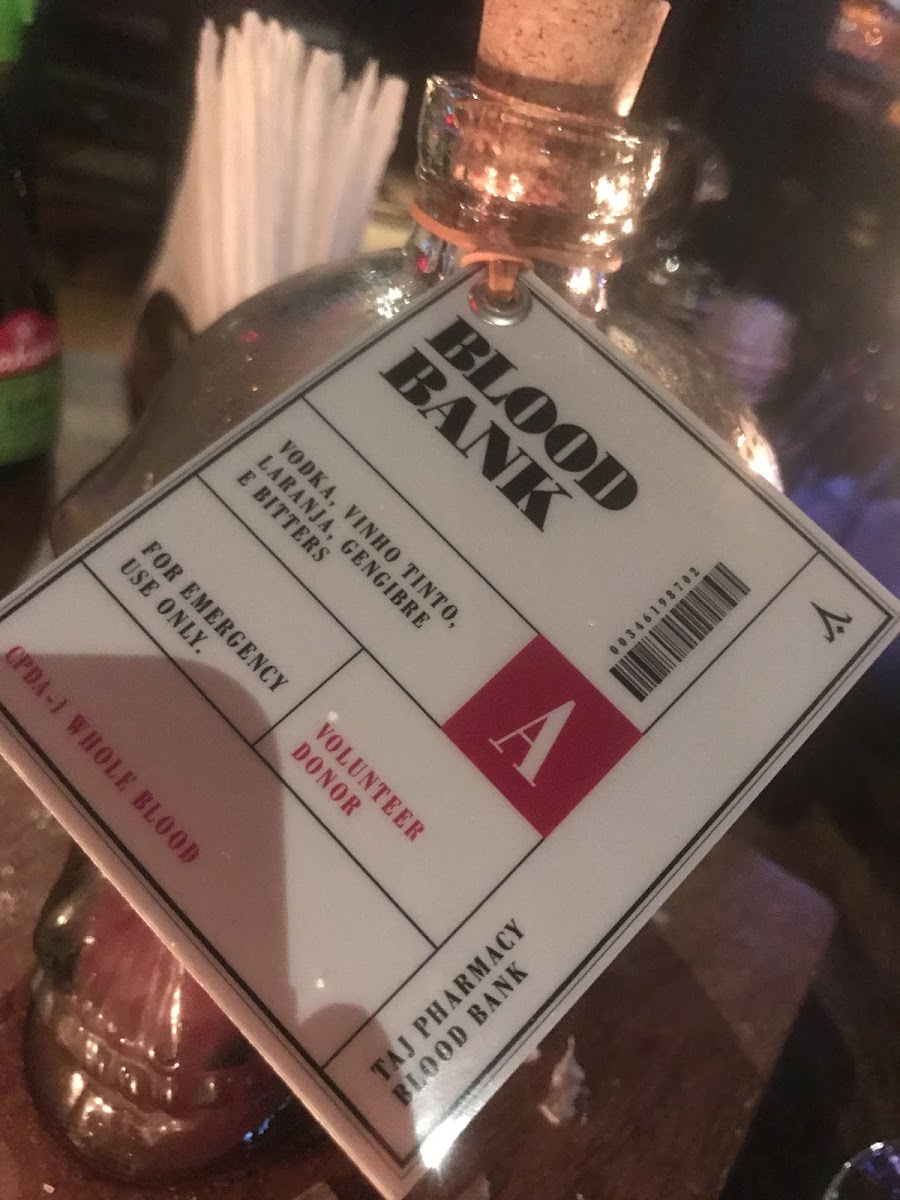 BLOOD
BANK
00346198702
VODKA, VINHO TINTO,
LARANJA, GENGIBRE
E BITTERS
A
FOR EMERGENCY
USE ONLY.
VOLUNTEER
DONOR
CPDA-1 WHOLE BLOOD
TAJ PHARMACY
BLOOD BANK